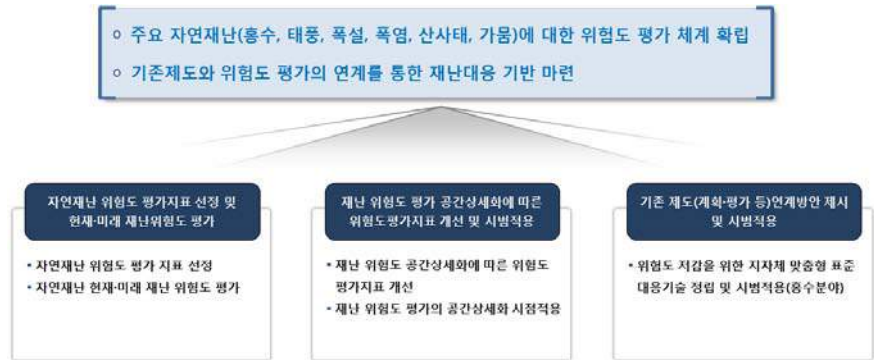 주요 자연재난(홍수, 태풍, 폭설, 폭염, 산사태, 가뭄)에 대한 위험도 평가 체계 확립
기존제도와 위험도 평가의 연계를 통한 재난대응 기반 마련
자연재난 위험도 평가지표 선정 및
현재·미래 재난위험도 평가
자연재난 위험도 평가 지표 선정
자연재난 현재·미래 재난 위험도 평가
재난 위험도 평가 공간상세화에 따른
위험도평가지표 개선 및 시범적용
재난 위험도 공간상세화에 따른 위험도
평가지표 개선
재난 위험도 평가의 공간상세화 시점적용
기존 제도(계획·평가 등)연계방안 제시
및 시범적용
위험도 저감을 위한 지자체 맞춤형 표준
대응기술 정립 및 시범적용(홍수분야)